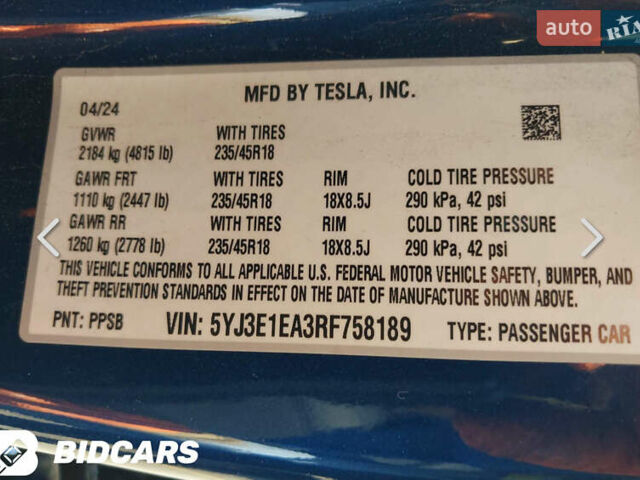 auto RIA
MFD BY TESLA, INC.
04/24
GVWR WITH TIRES
2184 kg (4815 lb) 235/45R18
GAWR FRT WITH TIRES RIM COLD TIRE PRESSURE
1110 kg (2447 lb) 235/45R18 18X8.5J 290 kPa, 42 psi
GAWR RR WITH TIRES RIM COLD TIRE PRESSURE
1260 kg (2778 lb) 235/45R18 18X8.5J 290 kPa, 42 psi
THIS VEHICLE CONFORMS TO ALL APPLICABLE U.S. FEDERAL MOTOR VEHICLE SAFETY, BUMPER, AND
THEFT PREVENTION STANDARDS IN EFFECT ON THE DATE OF MANUFACTURE SHOWN ABOVE.
PNT: PPSB VIN: 5YJ3E1EA3RF758189 TYPE: PASSENGER CAR
BIDCARS